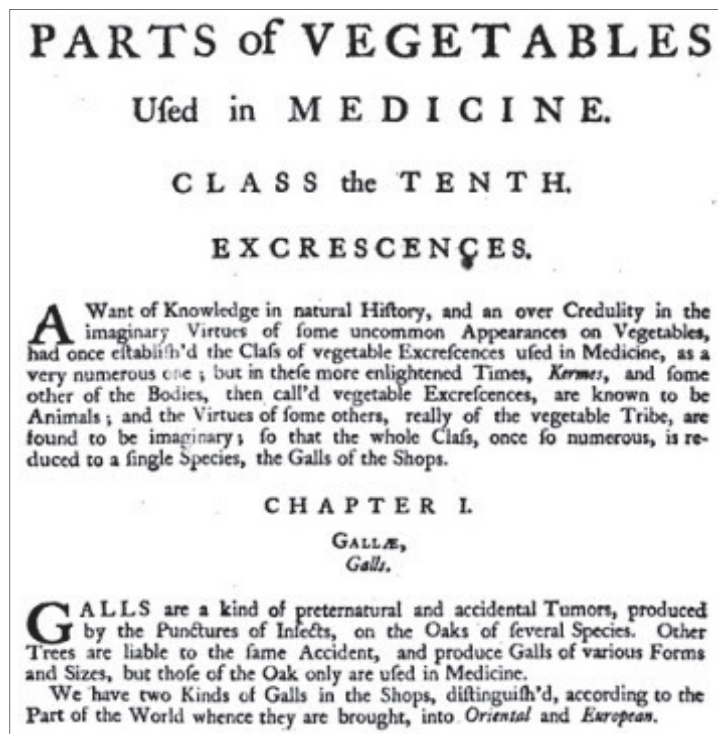 PARTS of VEGETABLES
Uſed in MEDICINE.
CLASS the TENTH.
EXCRESCENCES.
A Want of Knowledge in natural Hiſtory, and an over Credulity in the
imaginary Virtues of ſome uncommon Appearances on Vegetables,
had once eſtabliſh'd the Claſs of vegetable Excreſcences uſed in Medicine, as a
very numerous one ; but in theſe more enlightened Times, Kermes, and ſome
other of the Bodies, then call'd vegetable Excreſcences, are known to be
Animals ; and the Virtues of ſome others, really of the vegetable Tribe, are
found to be imaginary ; ſo that the whole Claſs, once ſo numerous, is re-
duced to a ſingle Species, the Galls of the Shops.
CHAPTER I.
GALLÆ,
Galls.
GALLS are a kind of preternatural and accidental Tumors, produced
by the Punctures of Inſects, on the Oaks of ſeveral Species. Other
Trees are liable to the ſame Accident, and produce Galls of various Forms
and Sizes, but thoſe of the Oak only are uſed in Medicine.
We have two Kinds of Galls in the Shops, diſtinguiſh'd, according to the
Part of the World whence they are brought, into Oriental and European.